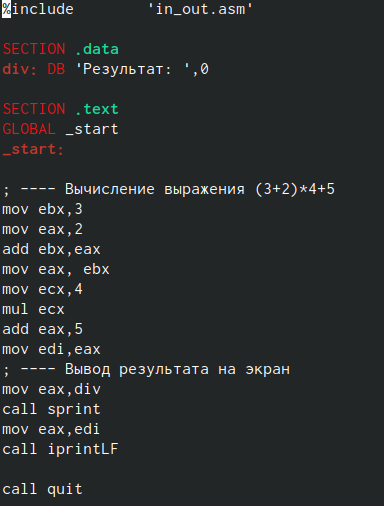 %include        'in_out.asm'
SECTION .data
div: DB 'Результат: ',0
SECTION .text
GLOBAL _start
_start:
; ---- Вычисление выражения (3+2)*4+5
mov ebx,3
mov eax,2
add ebx,eax
mov eax, ebx
mov ecx,4
mul ecx
add eax,5
mov edi,eax
; ---- Вывод результата на экран
mov eax,div
call sprint
mov eax,edi
call iprintLF
call quit